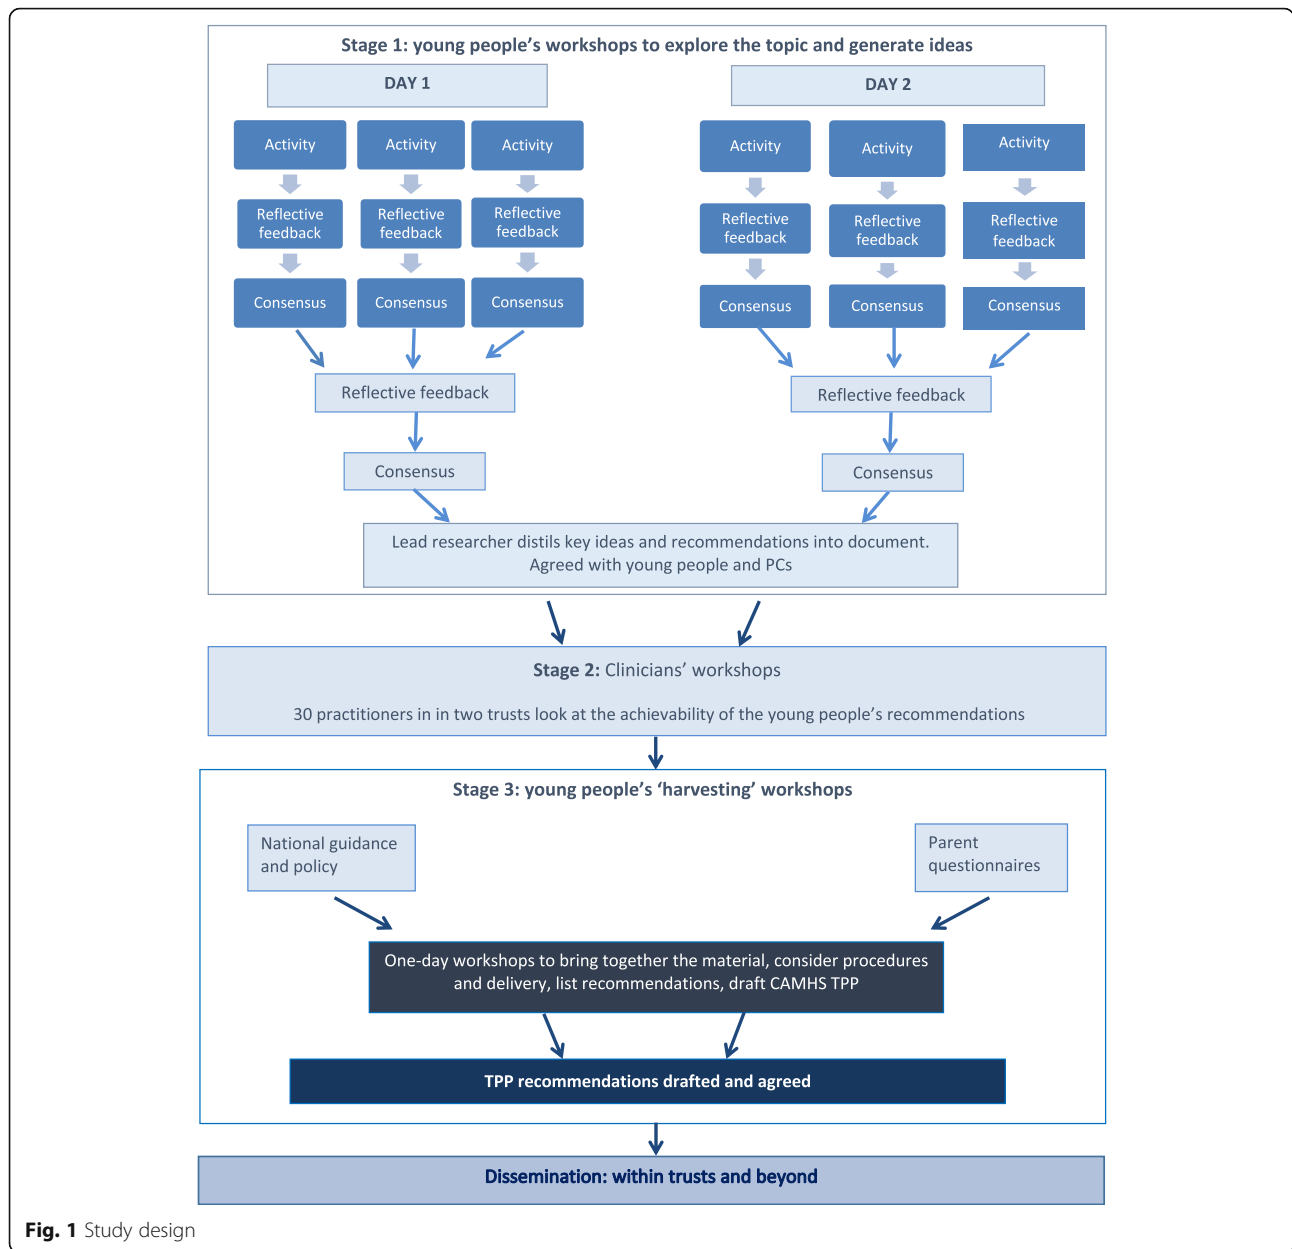 Stage 1: young people's workshops to explore the topic and generate ideas
DAY 1
DAY 2
Activity
Activity
Activity
Activity
Activity
Activity
Reflective
feedback
Reflective
feedback
Reflective
feedback
Reflective
feedback
Reflective
feedback
Reflective
feedback
Consensus
Consensus
Consensus
Consensus
Consensus
Consensus
Reflective feedback
Reflective feedback
Consensus
Consensus
Lead researcher distils key ideas and recommendations into document.
Agreed with young people and PCs
Stage 2: Clinicians' workshops
30 practitioners in in two trusts look at the achievability of the young people's recommendations
Stage 3: young people's 'harvesting' workshops
National guidance
and policy
Parent
questionnaires
One-day workshops to bring together the material, consider procedures
and delivery, list recommendations, draft CAMHS TPP
TPP recommendations drafted and agreed
Dissemination: within trusts and beyond
Fig. 1 Study design